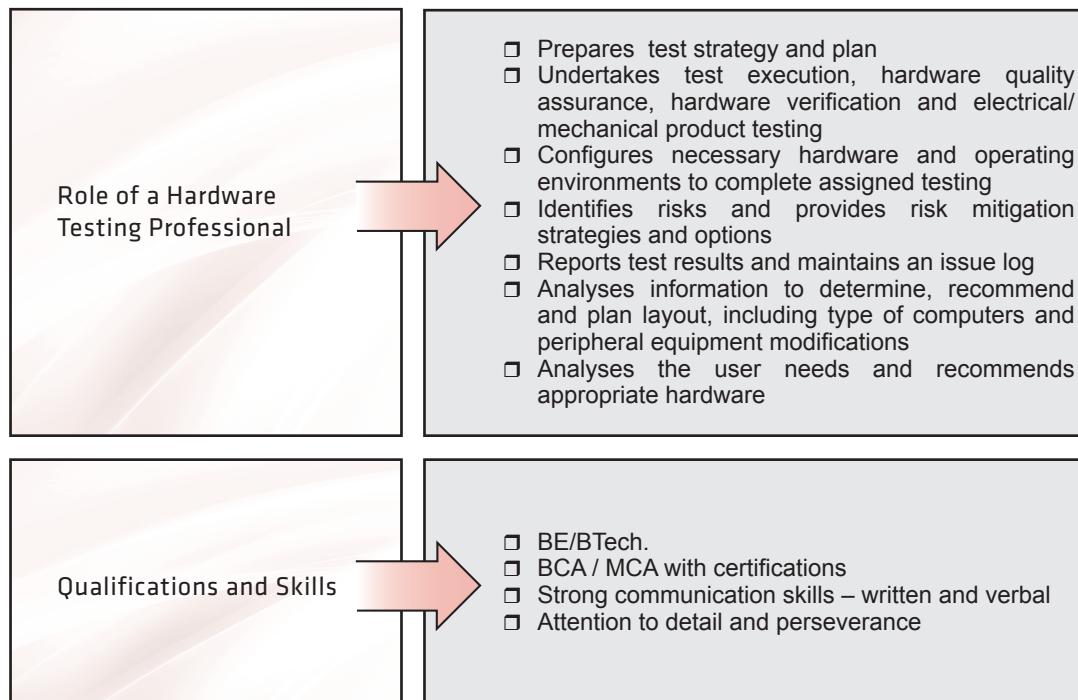 Role of a Hardware
Testing Professional
❒ Prepares test strategy and plan
❒ Undertakes test execution, hardware quality
assurance, hardware verification and electrical/
mechanical product testing
❒ Configures necessary hardware and operating
environments to complete assigned testing
❒ Identifies risks and provides risk mitigation
strategies and options
❒ Reports test results and maintains an issue log
❒ Analyses information to determine, recommend
and plan layout, including type of computers and
peripheral equipment modifications
❒ Analyses the user needs and recommends
appropriate hardware
Qualifications and Skills
❒ BE/BTech.
❒ BCA / MCA with certifications
❒ Strong communication skills – written and verbal
❒ Attention to detail and perseverance